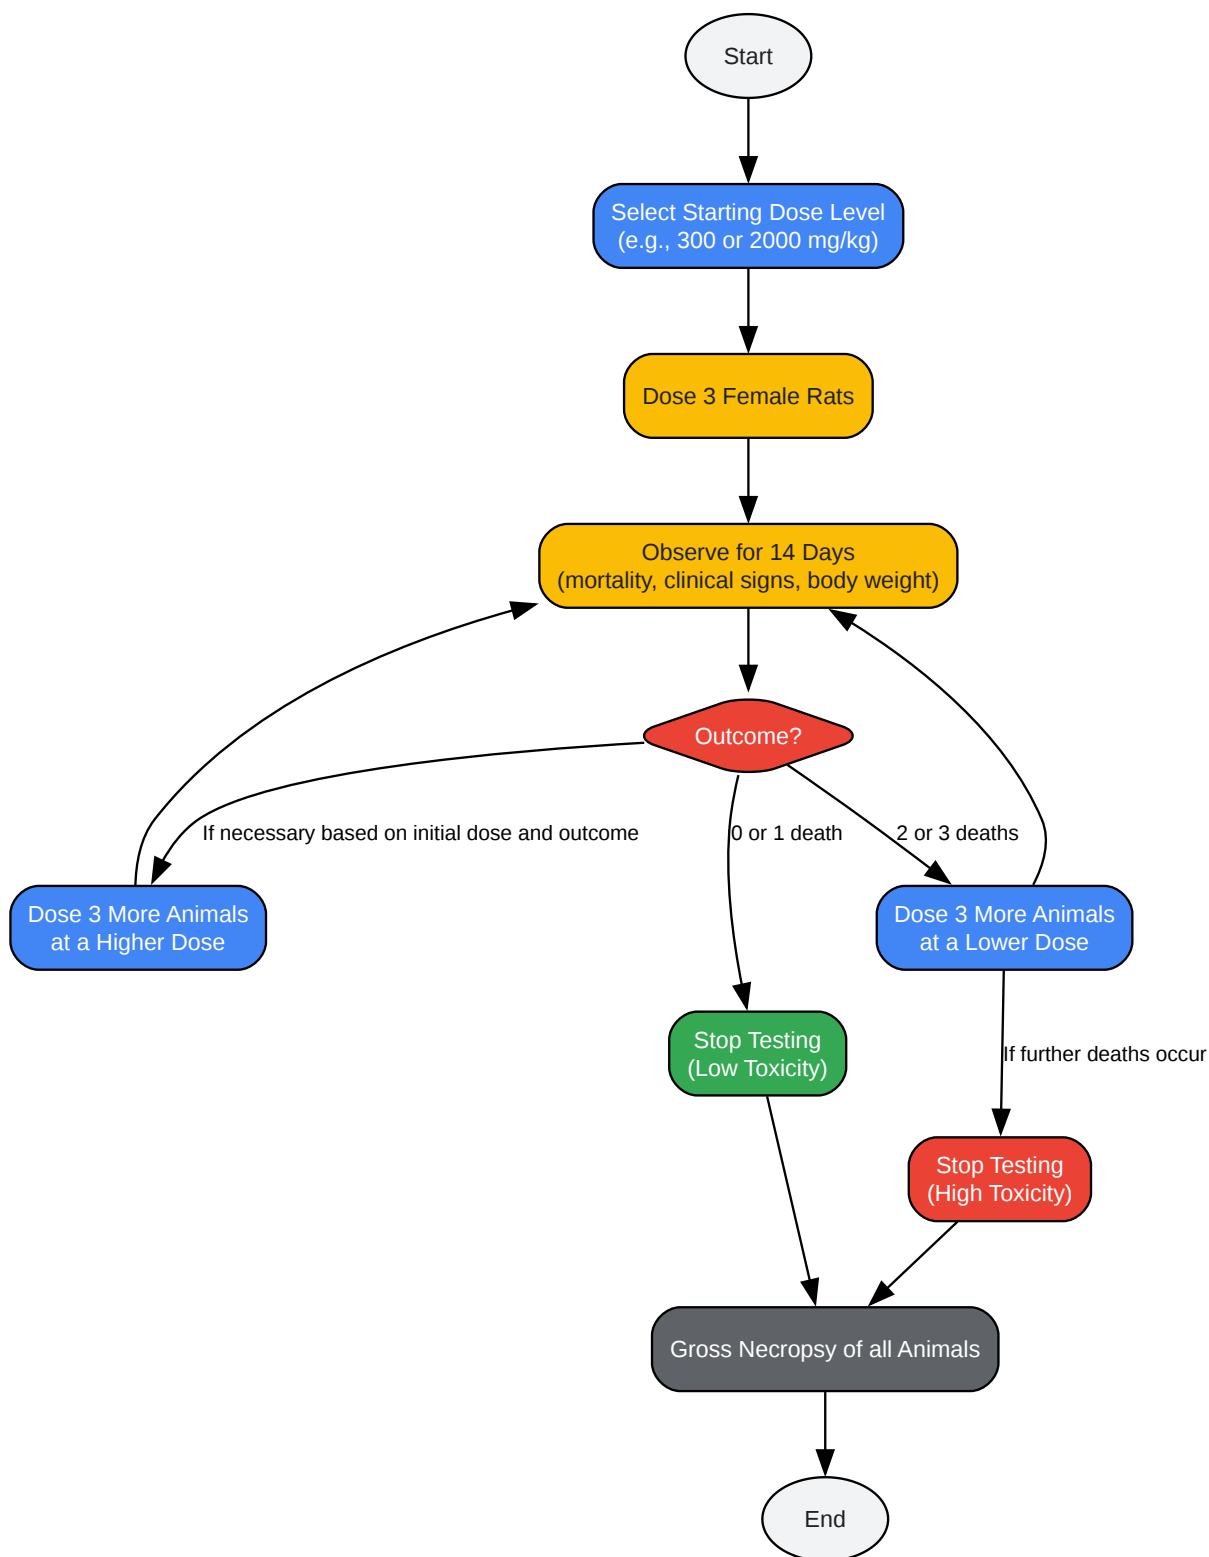 Start
Select Starting Dose Level
(e.g., 300 or 2000 mg/kg)
Dose 3 Female Rats
Observe for 14 Days
(mortality, clinical signs, body weight)
Outcome?
If necessary based on initial dose and outcome
0 or 1 death
2 or 3 deaths
Dose 3 More Animals
at a Higher Dose
Dose 3 More Animals
at a Lower Dose
Stop Testing
(Low Toxicity)
If further deaths occur
Stop Testing
(High Toxicity)
Gross Necropsy of all Animals
End